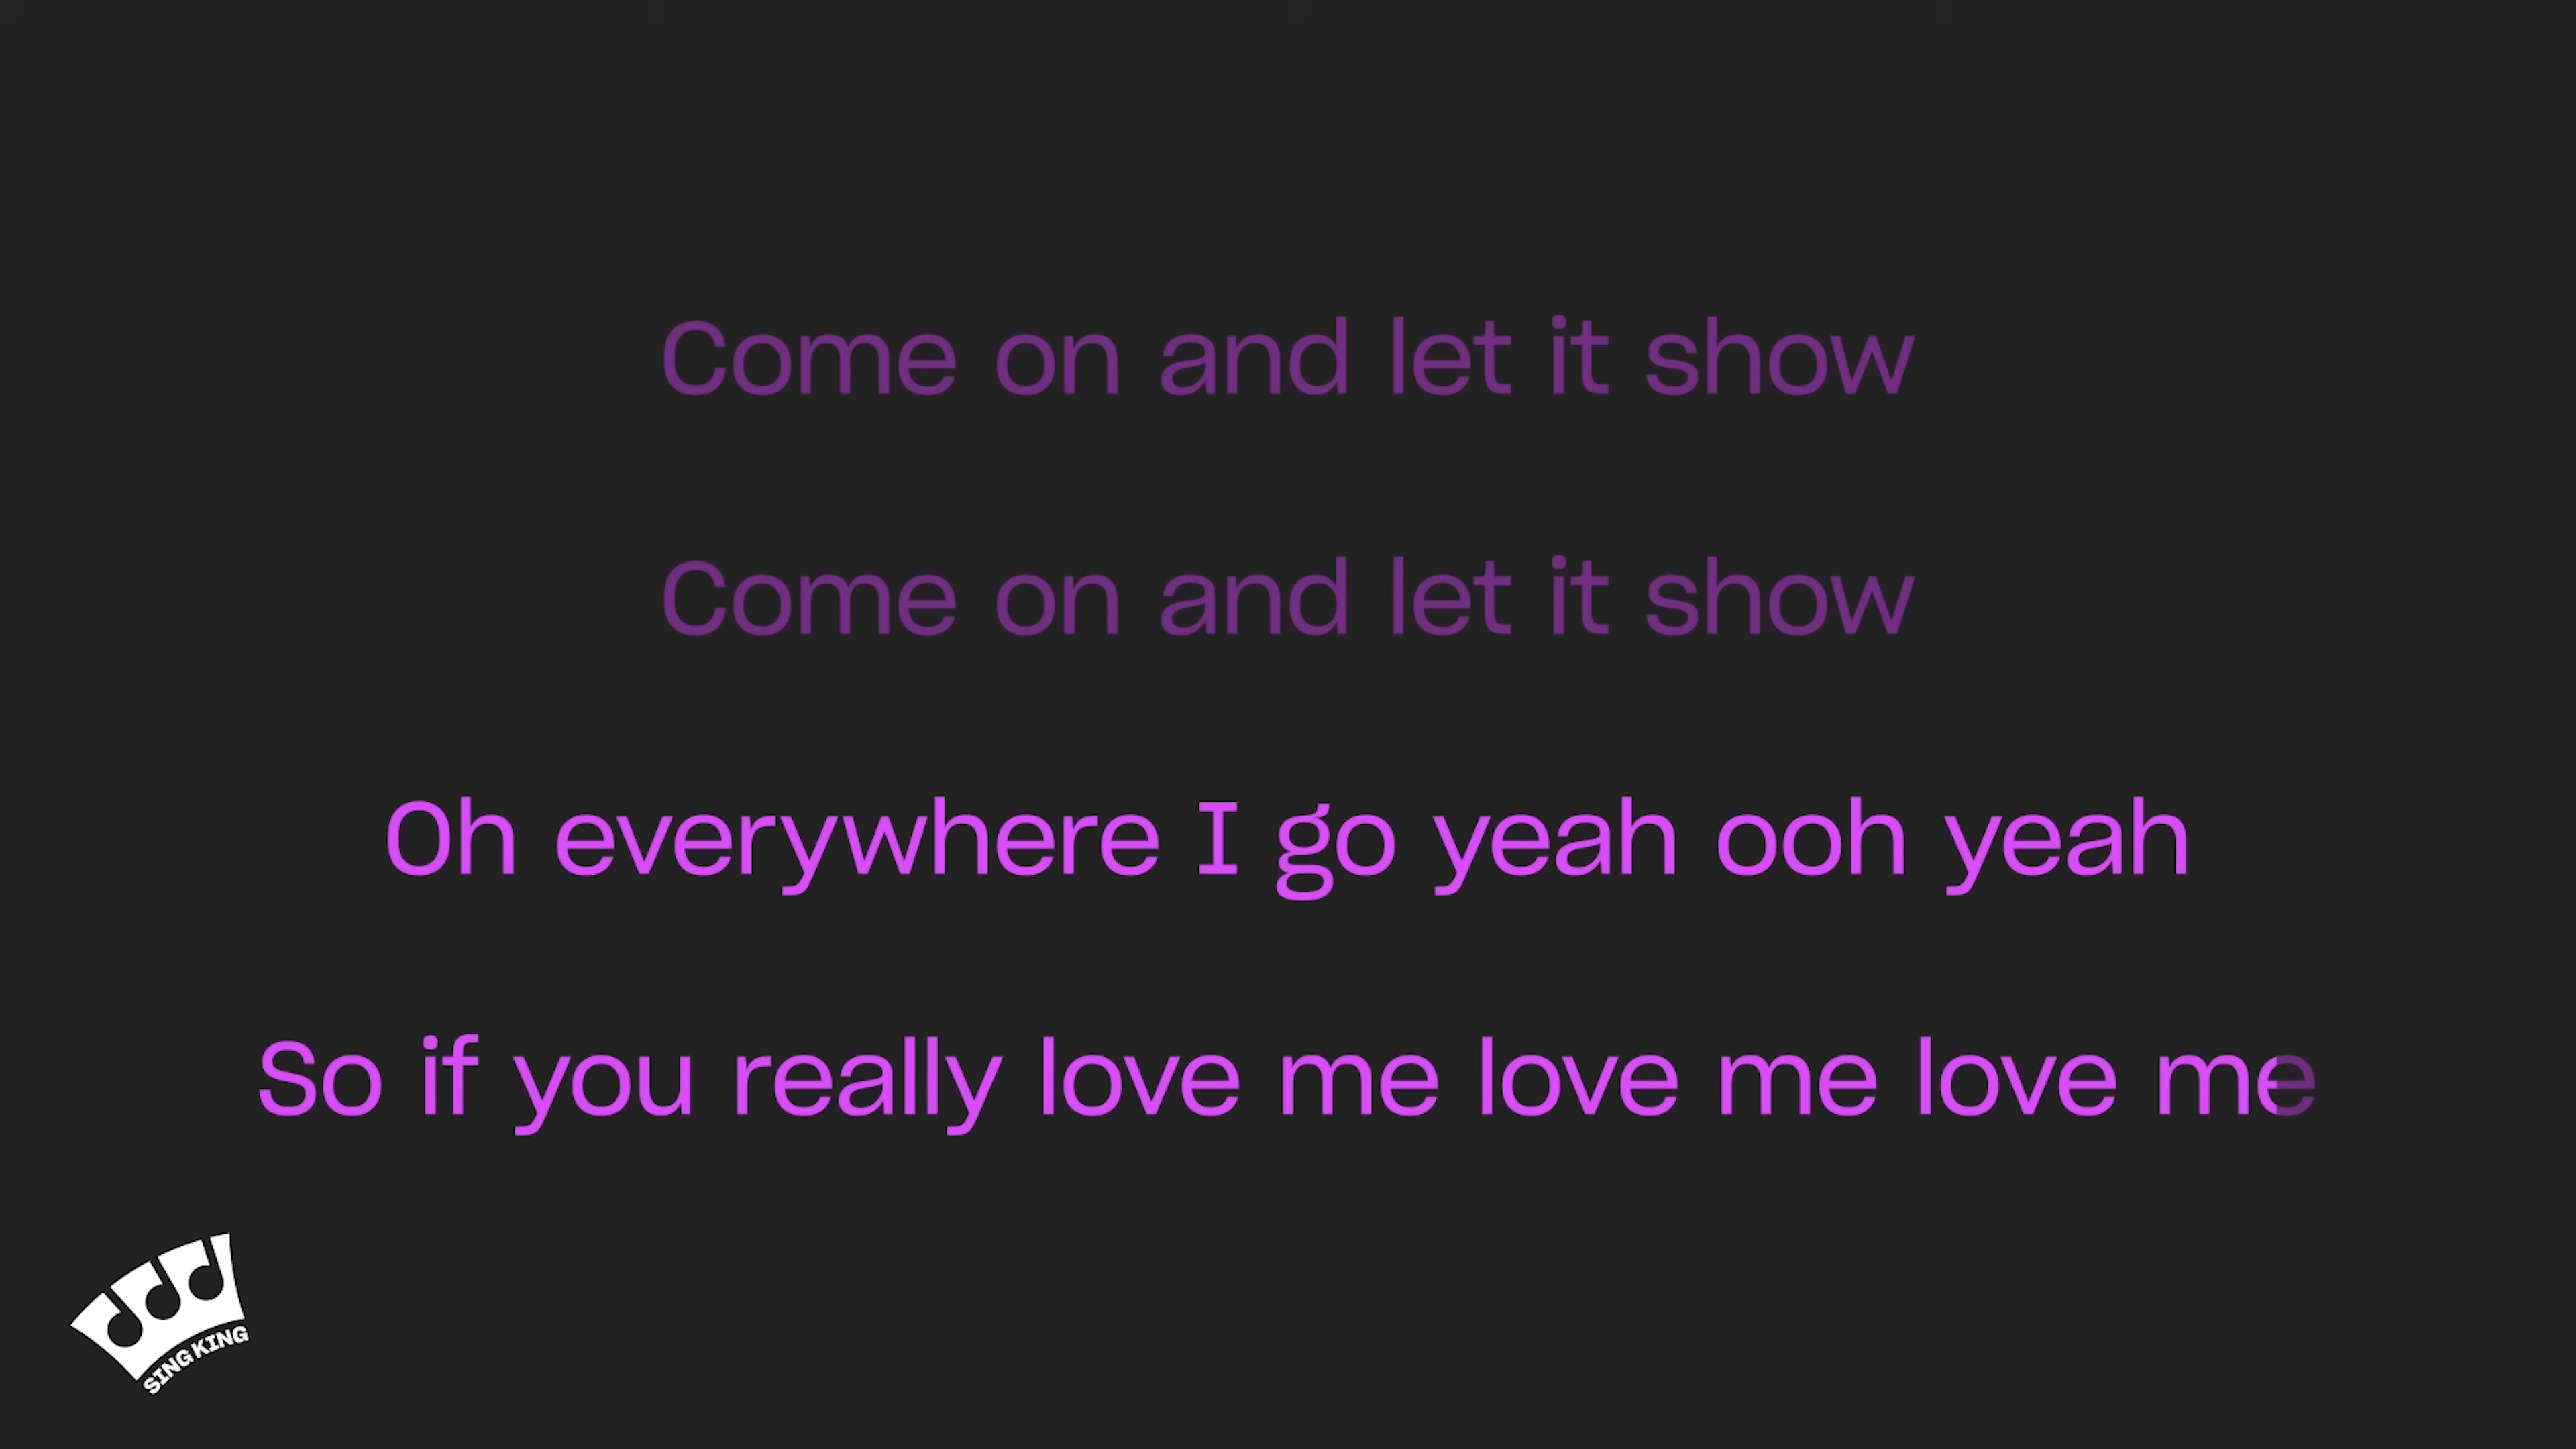 Come on and let it show
Come on and let it show
Oh everywhere I go yeah ooh yeah
So if you really love me love me love me
SING KING